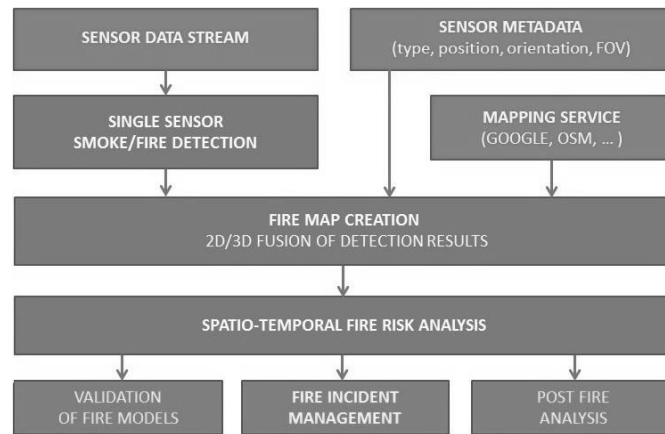 SENSOR DATA STREAM
SENSOR METADATA
(type, position, orientation, FOV)
SINGLE SENSOR
SMOKE/FIRE DETECTION
MAPPING SERVICE
(GOOGLE, OSM, ... )
FIRE MAP CREATION
2D/3D FUSION OF DETECTION RESULTS
SPATIO-TEMPORAL FIRE RISK ANALYSIS
VALIDATION
OF FIRE MODELS
FIRE INCIDENT
MANAGEMENT
POST FIRE
ANALYSIS